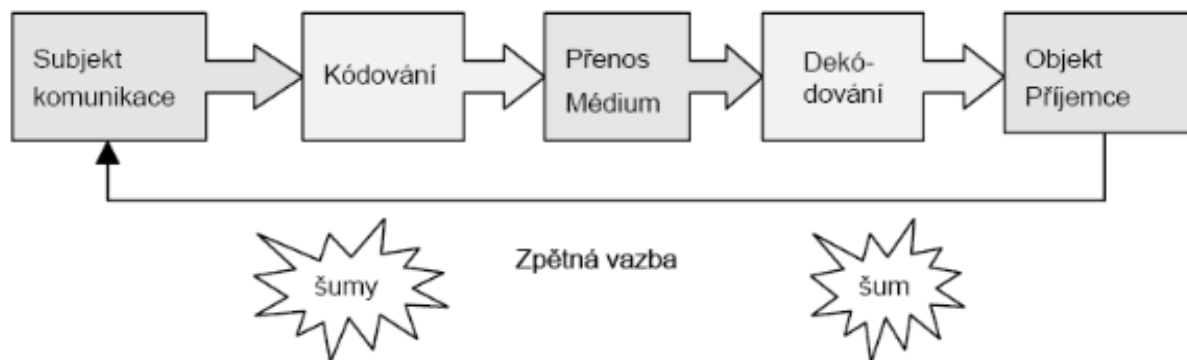 Subjekt
komunikace
Kódování
Přenos
Médium
Dekó-
dování
Objekt
Příjemce
Zpětná vazba
šumy
šum